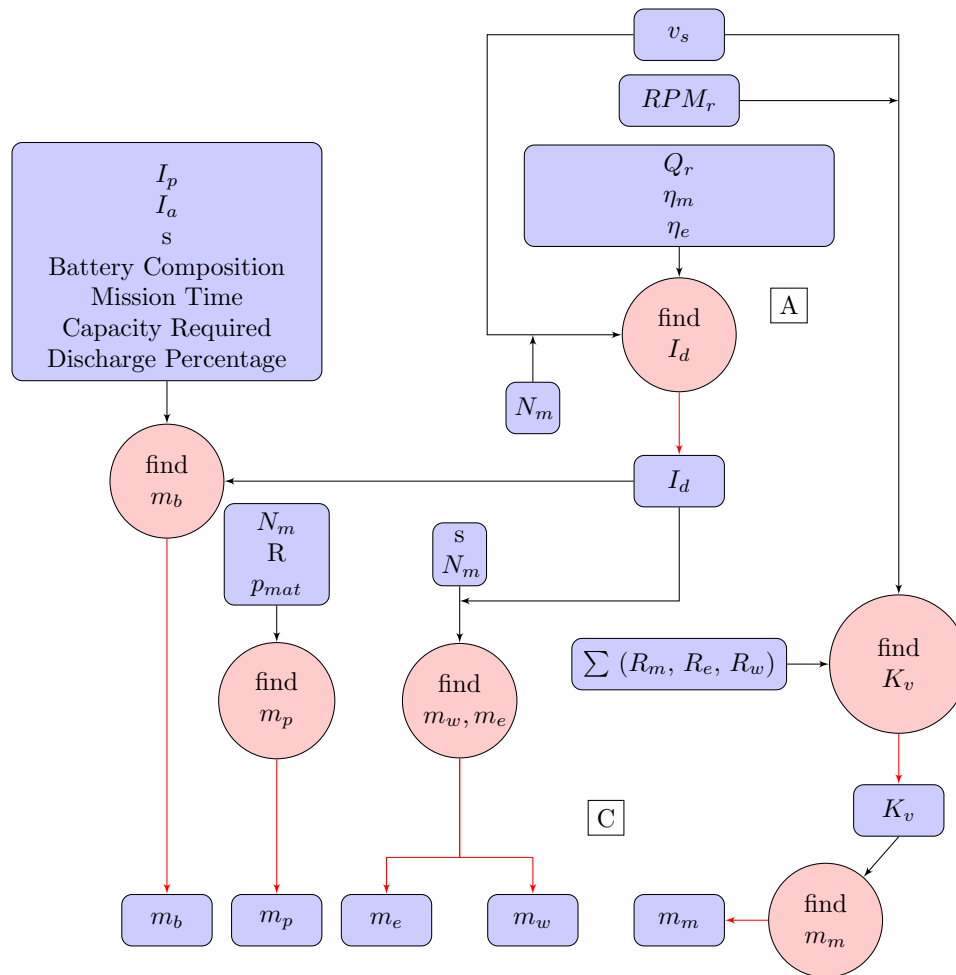 v_s
RPM_r
Q_r
η_m
η_e
I_p
I_a
s
Battery Composition
Mission Time
Capacity Required
Discharge Percentage
find
I_d
A
N_m
find
m_b
I_d
N_m
R
p_{mat}
s
N_m
find
m_p
find
m_w, m_e
∑ (R_m, R_e, R_w)
find
K_v
C
K_v
m_b
m_p
m_e
m_w
m_m
find
m_m